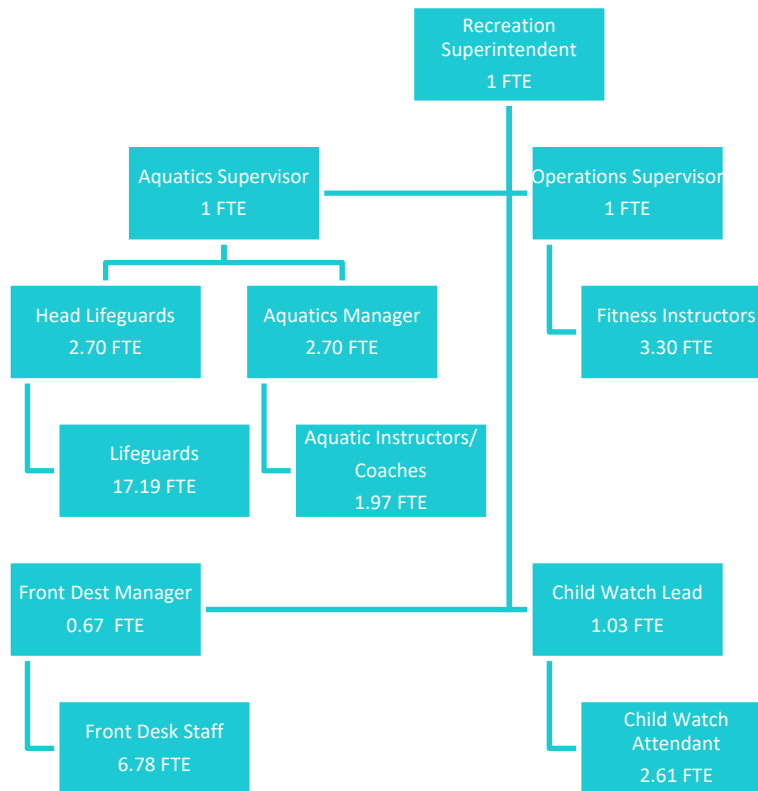 Recreation
Superintendent
1 FTE
Aquatics Supervisor
1 FTE
Operations Supervisor
1 FTE
Head Lifeguards
2.70 FTE
Aquatics Manager
2.70 FTE
Fitness Instructors
3.30 FTE
Lifeguards
17.19 FTE
Aquatic Instructors/
Coaches
1.97 FTE
Front Dest Manager
0.67 FTE
Child Watch Lead
1.03 FTE
Front Desk Staff
6.78 FTE
Child Watch
Attendant
2.61 FTE